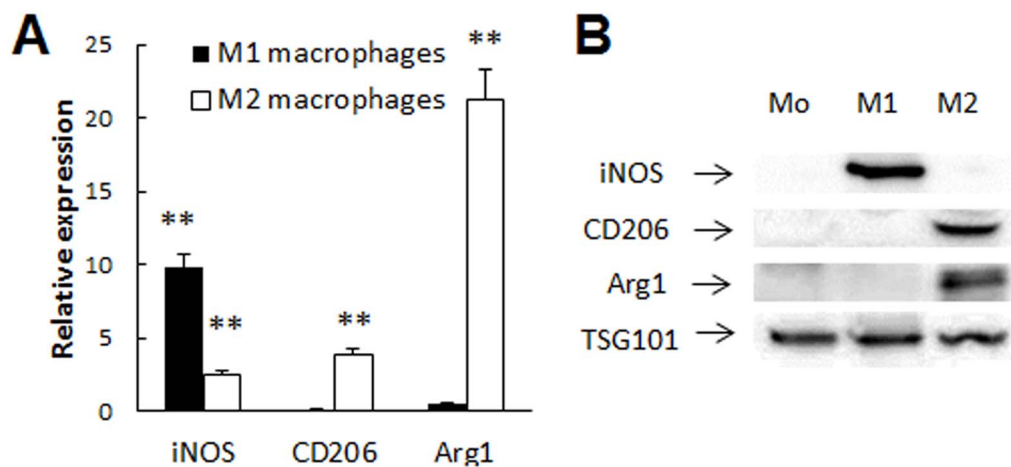 A
Relative expression
25
20
15
10
5
0
M1 macrophages
M2 macrophages
**
**
**
**
iNOS CD206 Arg1
B
Mo M1 M2
iNOS
CD206
Arg1
TSG101